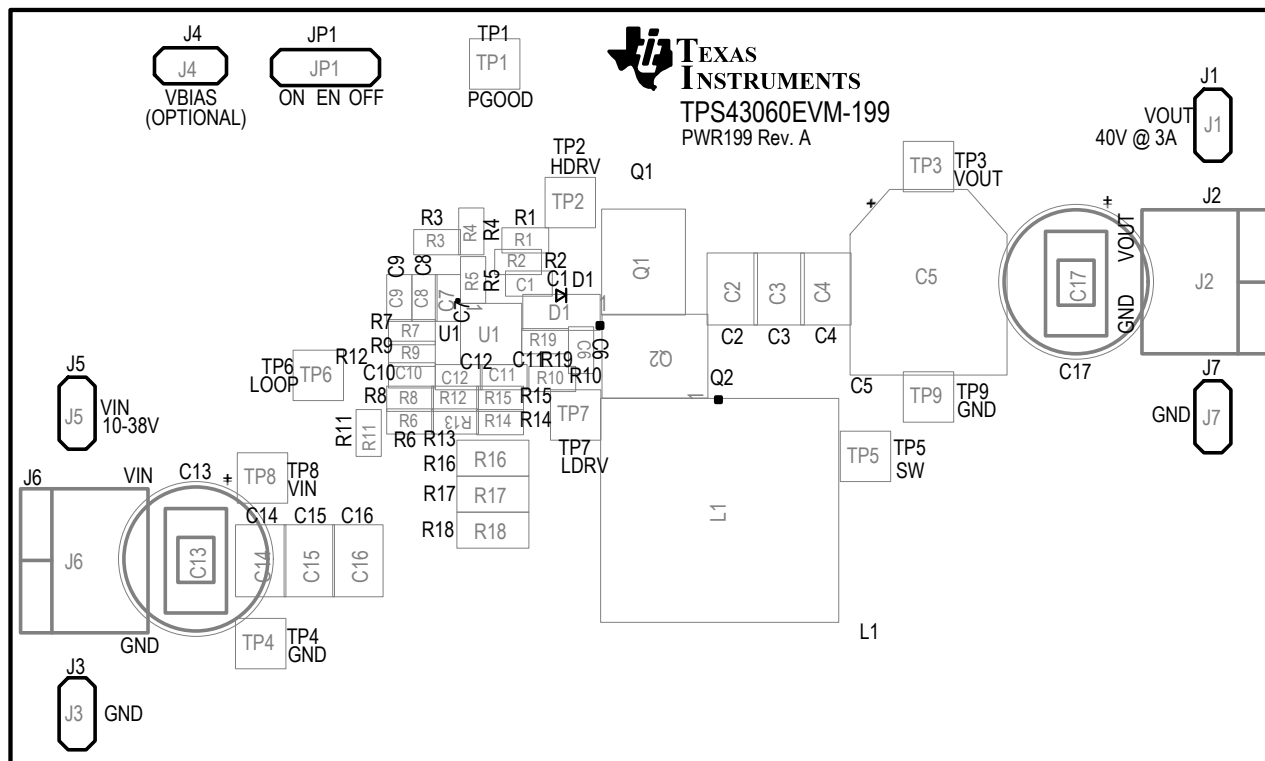 J4
J4
VBIAS
(OPTIONAL)
JP1
JP1
ON EN OFF
TP1
TP1
PGOOD
TEXAS
INSTRUMENTS
TPS43060EVM-199
PWR199 Rev. A
J1
J1
VOUT
40V @ 3A
TP2
HDRV
TP2
Q1
Q1
TP3
TP3
VOUT
+
C5
C5
+
VOUT
GND
C17
C17
J2
J2
R3
R3
R4
R4
R1
R1
R2
R2
R5
R5
C1
C1
D1
D1
1
C9
C9
C8
C8
C7
C7
1
U1
U1
R19
R19
C6
C6
Q2
Q2
1
C2
C2
C3
C3
C4
C4
R7
R7
R9
R9
C10
C10
C12
C12
C11
C11
R10
R10
R8
R8
R12
R12
R15
R15
R6
R6
R13
R13
R14
R14
R11
R11
TP6
LOOP
TP6
TP7
TP7
LDRV
TP9
TP9
GND
J7
J7
GND
J5
J5
VIN
10-38V
TP5
TP5
SW
R16
R16
R17
R17
R18
R18
L1
L1
J6
J6
VIN
GND
C13
C13
+
TP8
TP8
VIN
C14
C14
C15
C15
C16
C16
TP4
TP4
GND
J3
J3
GND